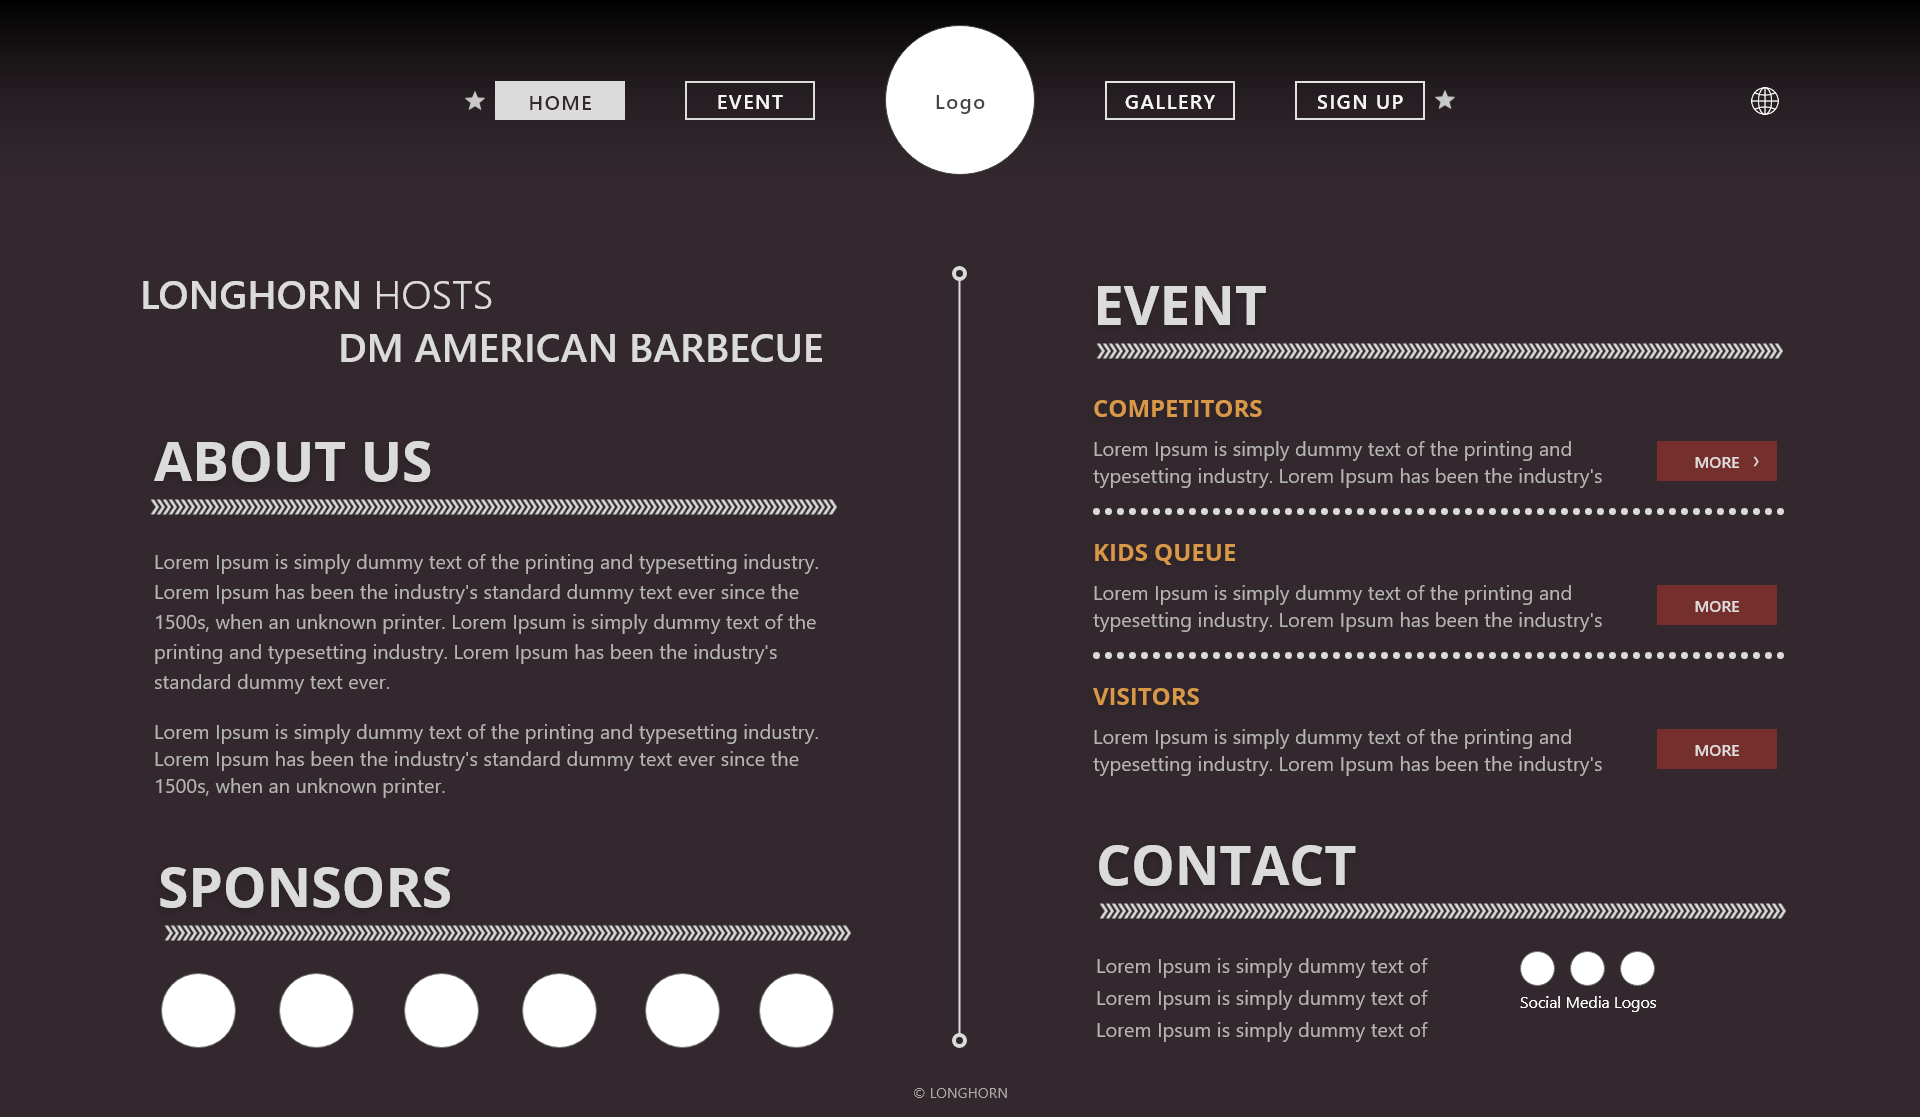 HOME
EVENT
Logo
GALLERY
SIGN UP
LONGHORN HOSTS
DM AMERICAN BARBECUE
ABOUT US
Lorem Ipsum is simply dummy text of the printing and typesetting industry.
Lorem Ipsum has been the industry's standard dummy text ever since the
1500s, when an unknown printer. Lorem Ipsum is simply dummy text of the
printing and typesetting industry. Lorem Ipsum has been the industry's
standard dummy text ever.
Lorem Ipsum is simply dummy text of the printing and typesetting industry.
Lorem Ipsum has been the industry's standard dummy text ever since the
1500s, when an unknown printer.
SPONSORS
EVENT
COMPETITORS
Lorem Ipsum is simply dummy text of the printing and
typesetting industry. Lorem Ipsum has been the industry's
MORE ›
KIDS QUEUE
Lorem Ipsum is simply dummy text of the printing and
typesetting industry. Lorem Ipsum has been the industry's
MORE
VISITORS
Lorem Ipsum is simply dummy text of the printing and
typesetting industry. Lorem Ipsum has been the industry's
MORE
CONTACT
Lorem Ipsum is simply dummy text of
Lorem Ipsum is simply dummy text of
Lorem Ipsum is simply dummy text of
Social Media Logos
© LONGHORN